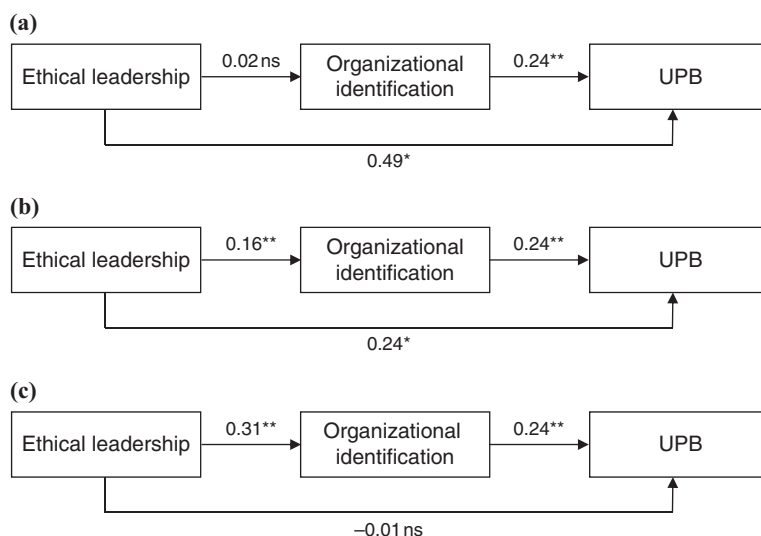 (a)
Ethical leadership
0.02 ns
Organizational
identification
0.24**
UPB
0.49*
(b)
Ethical leadership
0.16**
Organizational
identification
0.24**
UPB
0.24*
(c)
Ethical leadership
0.31**
Organizational
identification
0.24**
UPB
–0.01 ns